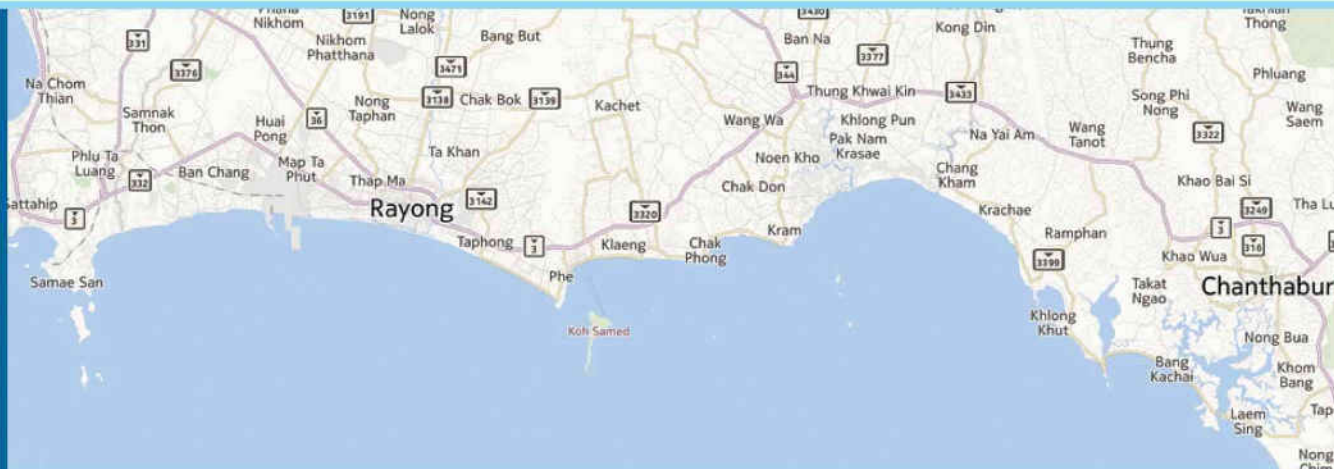 Nikhom
3191
Nong
Lalok
3430
Kong Din
Thong
331
Nikhom
Phatthana
Bang But
Ban Na
3377
Thung
Bencha
3376
3471
344
Phluang
Na Chom
Thian
3138
Chak Bok
3139
Kachet
Thung Khwai Kin
3433
Song Phi
Nong
Wang
Saem
Samnak
Thon
Nong
Taphan
36
Huai
Pong
Wang Wa
Khlong Pun
Na Yai Am
Wang
Tanot
3322
Pak Nam
Krasae
Phlu Ta
Luang
Ta Khan
Noen Kho
Map Ta
Phut
Ban Chang
332
Thap Ma
Chang
Kham
Khao Bai Si
Chak Don
3142
Rayong
3320
3249
Tha Lu
Sattahip
3
Krachae
3
Taphong
3
Klaeng
Chak
Phong
Kram
Ramphan
316
3399
Khao Wua
Samae San
Phe
Takat
Ngao
Chanthabur
Koh Samed
Khlong
Khut
Nong Bua
Bang
Kachai
Khom
Bang
Laem
Sing
Tap
Nong